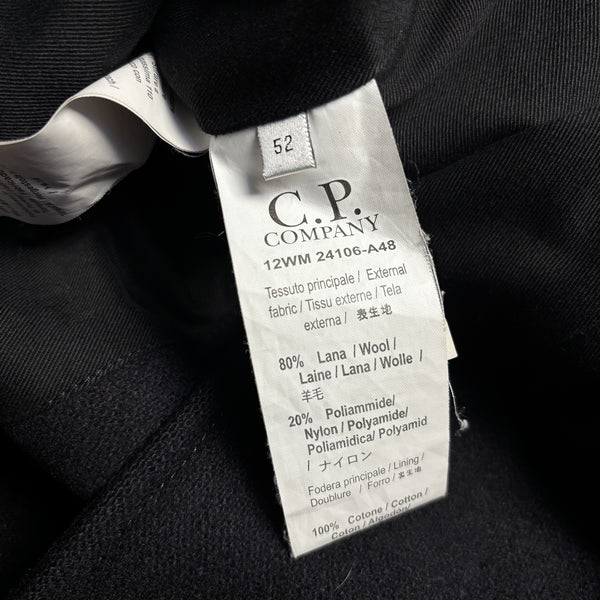 52
C.P.
COMPANY
12WM 24106-A48
Tessuto principale / External
fabric / Tissu externe / Tela
externa / 表生地
80% Lana / Wool /
Laine / Lana / Wolle /
羊毛
20% Poliammide/
Nylon / Polyamide/
Poliamidica/ Polyamid
/ ナイロン
Fodera principale / Lining /
Doublure / Forro / 裏生地
100% Cotone / Cotton /
Coton / Algodon/